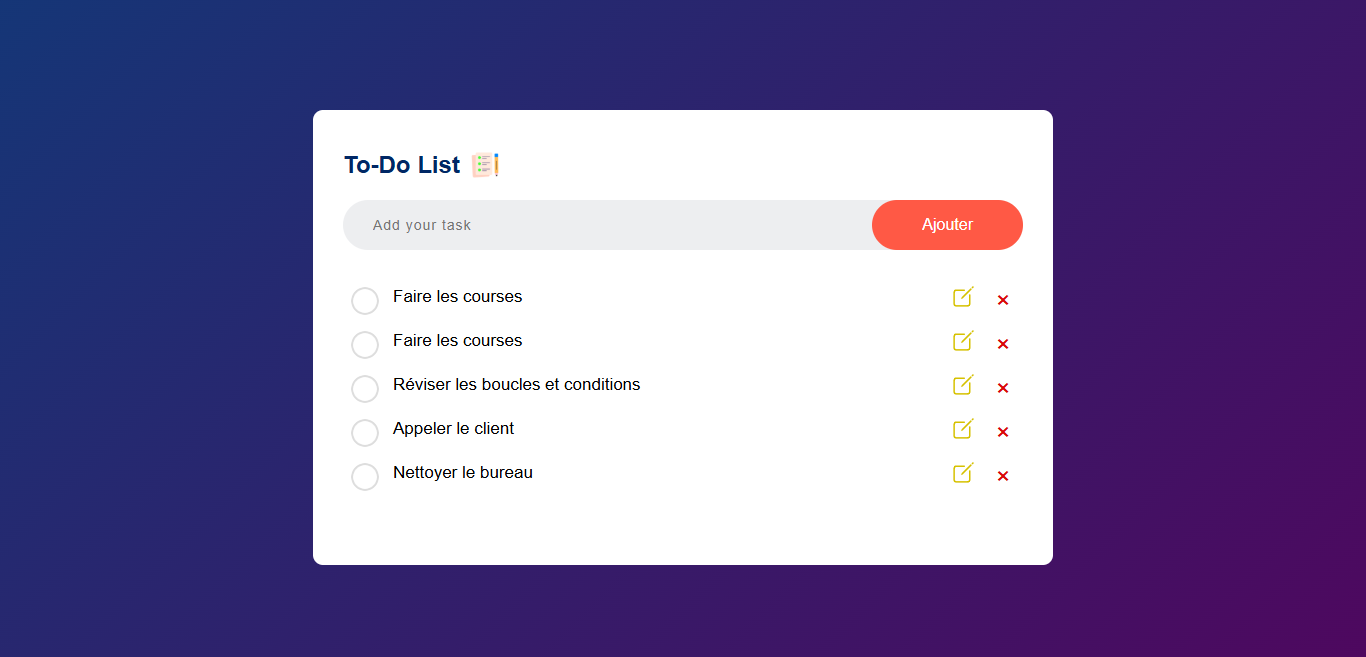 To-Do List
Add your task
Ajouter
Faire les courses
Faire les courses
Réviser les boucles et conditions
Appeler le client
Nettoyer le bureau